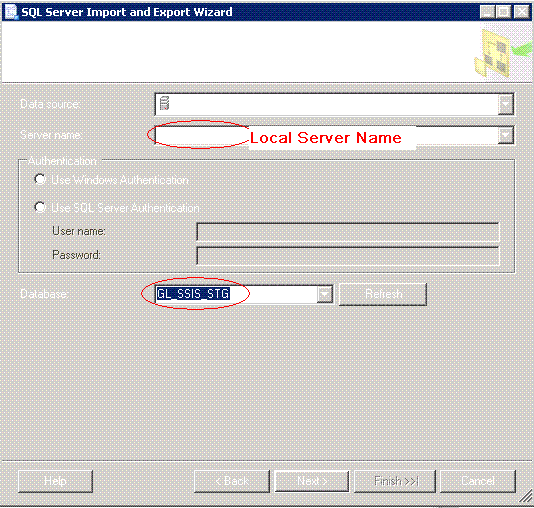 SQL Server Import and Export Wizard
Data source:
Server name:
Local Server Name
Authentication
Use Windows Authentication
Use SQL Server Authentication
User name:
Password:
Database:
GL_SSIS_STG
Refresh
Help
< Back
Next >
Finish >>|
Cancel